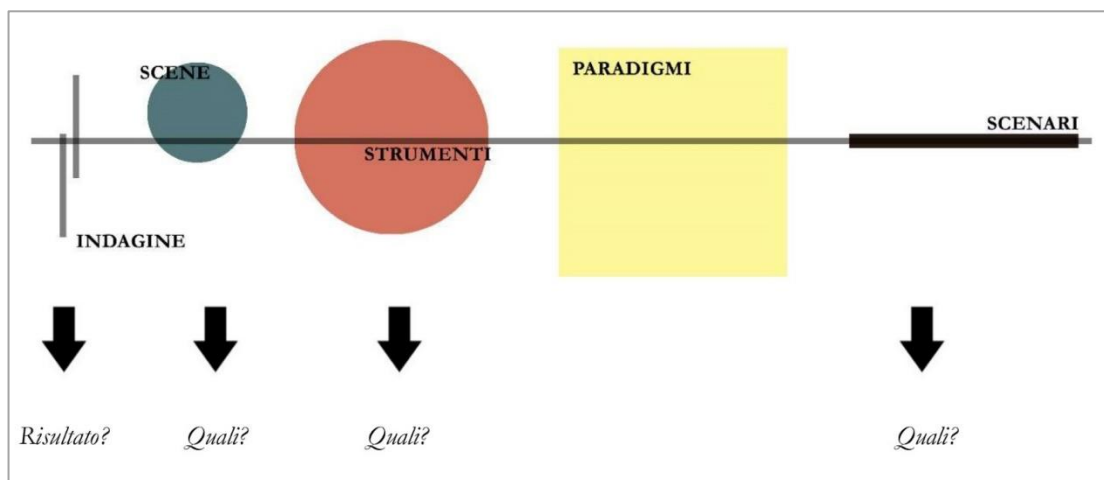 SCENE
PARADIGMI
SCENARI
STRUMENTI
INDAGINE
Risultato?
Quali?
Quali?
Quali?